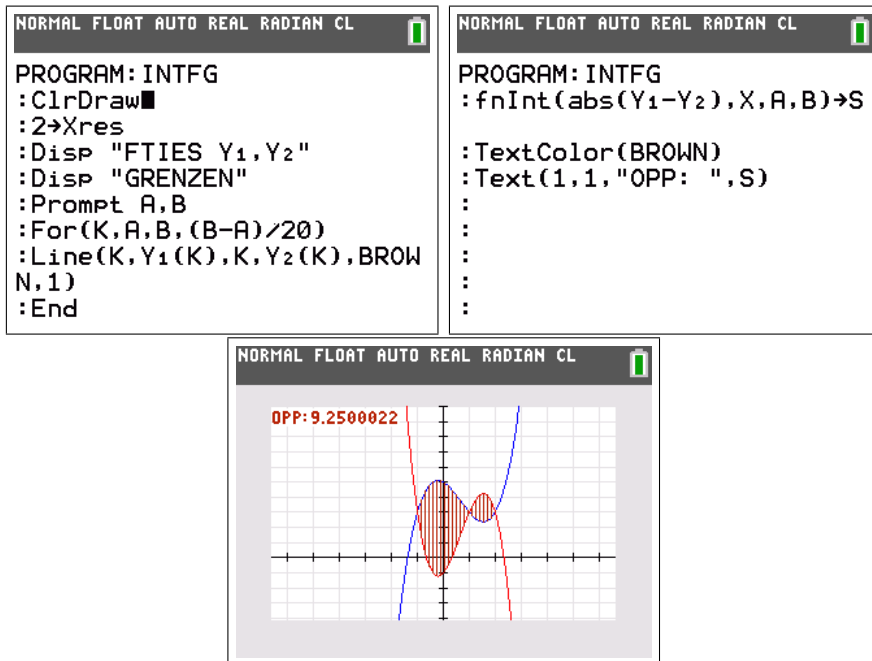 NORMAL FLOAT AUTO REAL RADIAN CL
PROGRAM:INTFG
:ClrDraw
:2→Xres
:Disp "FTIES Y₁,Y₂"
:Disp "GRENZEN"
:Prompt A,B
:For(K,A,B,(B-A)/20)
:Line(K,Y₁(K),K,Y₂(K),BROW
N,1)
:End
NORMAL FLOAT AUTO REAL RADIAN CL
PROGRAM:INTFG
:fnInt(abs(Y₁-Y₂),X,A,B)→S
:TextColor(BROWN)
:Text(1,1,"OPP: ",S)
:
:
:
:
:
NORMAL FLOAT AUTO REAL RADIAN CL
OPP:9.2500022